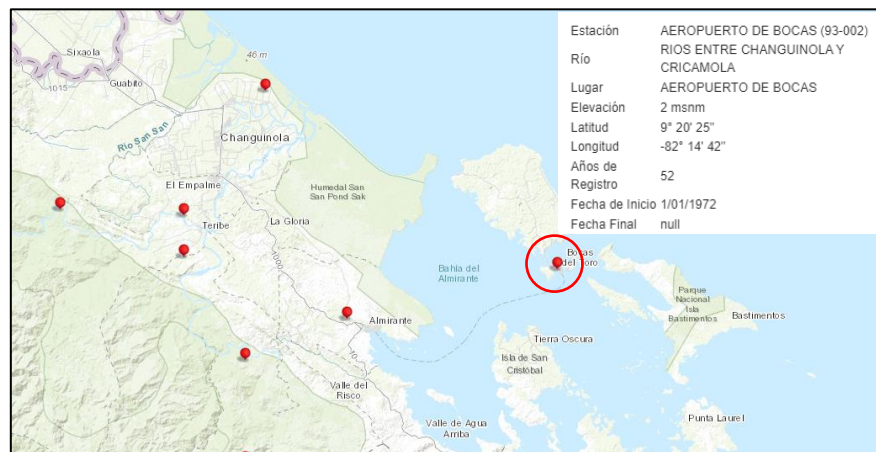 Estación AEROPUERTO DE BOCAS (93-002)
Río RIOS ENTRE CHANGUINOLA Y
CRICAMOLA
Lugar AEROPUERTO DE BOCAS
Elevación 2 msnm
Latitud 9° 20' 25"
Longitud -82° 14' 42"
Años de
Registro 52
Fecha de Inicio 1/01/1972
Fecha Final null
Sixaola
46 m
1015
Guabito
Río San San
Changuinola
El Empalme
Humedal San
San Pond Sak
Teribe
La Gloria
1000
Bahía del
Almirante
Bocas
del Toro
Parque
Nacional
Isla
Bastimentos
Bastimentos
Almirante
Tierra Oscura
10
Isla de San
Cristóbal
Valle del
Risco
Valle de Agua
Arriba
Punta Laurel